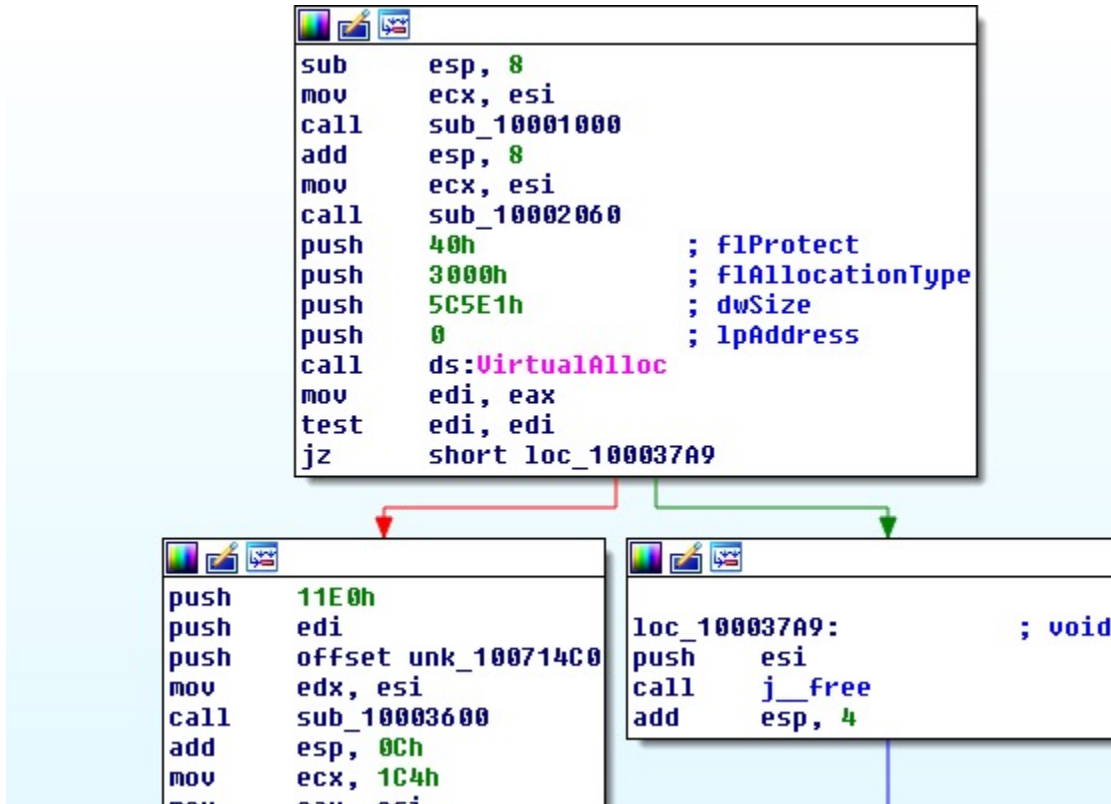 sub esp, 8
mov ecx, esi
call sub_10001000
add esp, 8
mov ecx, esi
call sub_10002060
push 40h ; flProtect
push 3000h ; flAllocationType
push 5C5E1h ; dwSize
push 0 ; lpAddress
call ds:VirtualAlloc
mov edi, eax
test edi, edi
jz short loc_100037A9
push 11E0h
push edi
push offset unk_100714C0
mov edx, esi
call sub_10003600
add esp, 0Ch
mov ecx, 1C4h
loc_100037A9: ; void
push esi
call j__free
add esp, 4